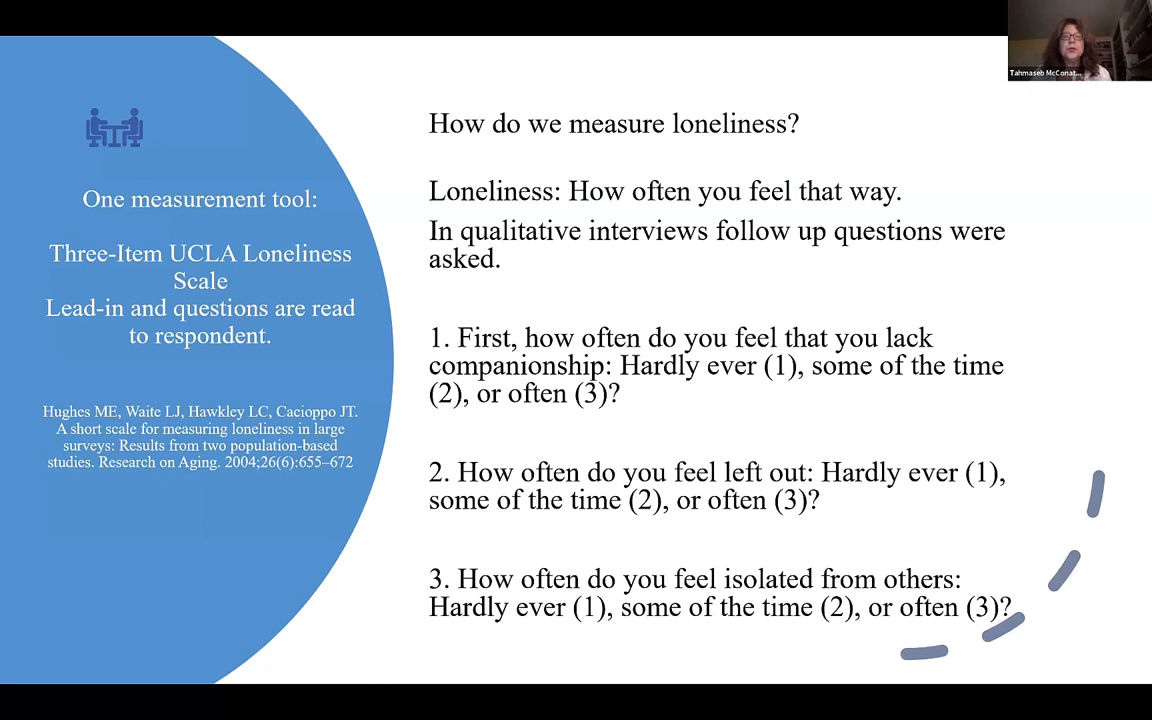 Tahmaseb McConat...
One measurement tool:
Three-Item UCLA Loneliness
Scale
Lead-in and questions are read
to respondent.
Hughes ME, Waite LJ, Hawkley LC, Cacioppo JT.
A short scale for measuring loneliness in large
surveys: Results from two population-based
studies. Research on Aging. 2004;26(6):655–672
How do we measure loneliness?
Loneliness: How often you feel that way.
In qualitative interviews follow up questions were
asked.
1. First, how often do you feel that you lack
companionship: Hardly ever (1), some of the time
(2), or often (3)?
2. How often do you feel left out: Hardly ever (1),
some of the time (2), or often (3)?
3. How often do you feel isolated from others:
Hardly ever (1), some of the time (2), or often (3)?